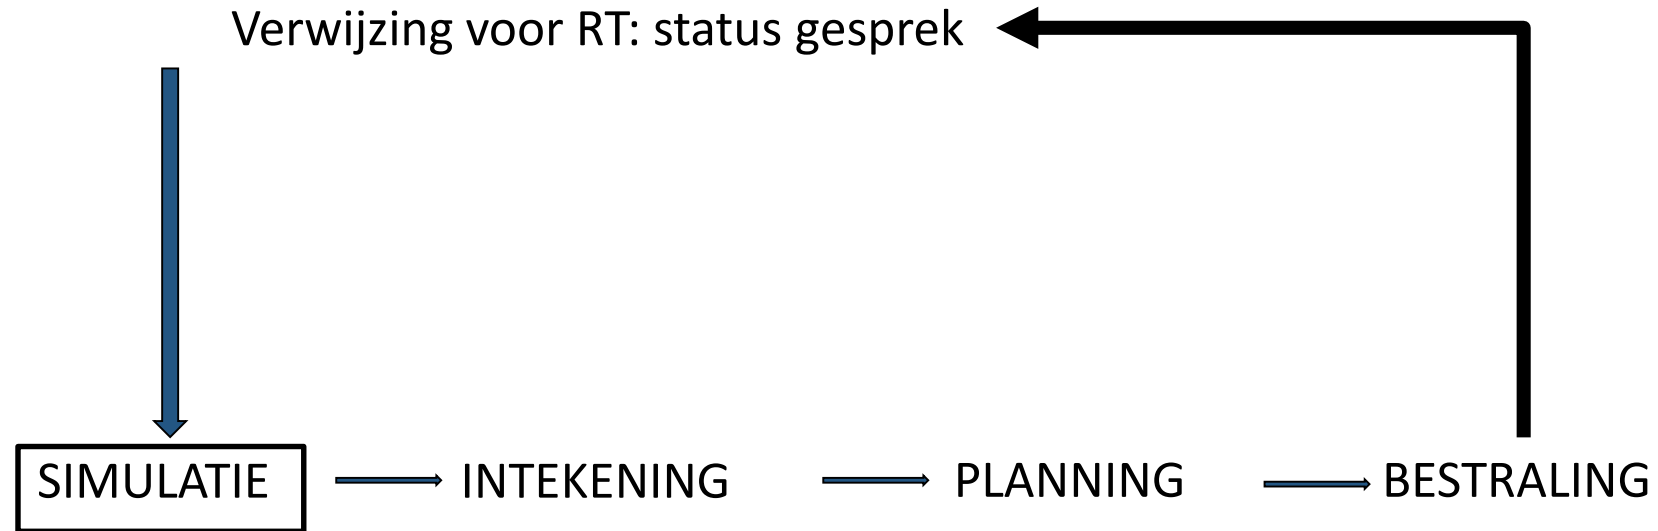 Verwijzing voor RT: status gesprek
SIMULATIE
INTEKENING
PLANNING
BESTRALING